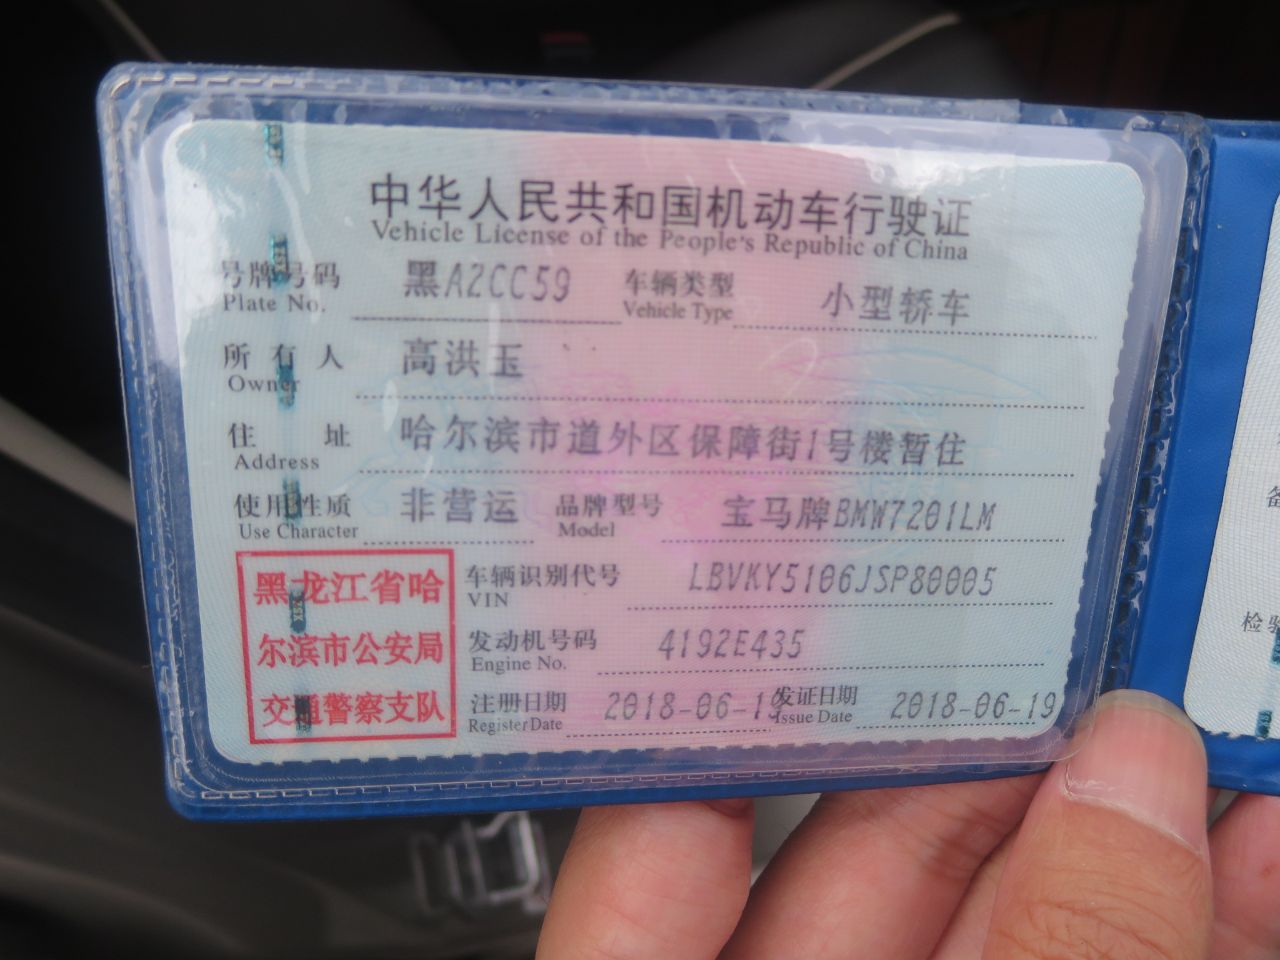 中华人民共和国机动车行驶证
Vehicle License of the People's Republic of China
号牌号码 黑A2CC59 车辆类型 小型轿车
Plate No. Vehicle Type
所有人 高洪玉
Owner
住址 哈尔滨市道外区保障街1号楼暂住
Address
使用性质 非营运 品牌型号 宝马牌BMW7201LM
Use Character Model
黑龙江省哈
尔滨市公安局
交通警察支队
车辆识别代号 LBVKY5106JSP80005
VIN
发动机号码 4192E435
Engine No.
注册日期 2018-06-19 发证日期 2018-06-19
Register Date Issue Date
检验